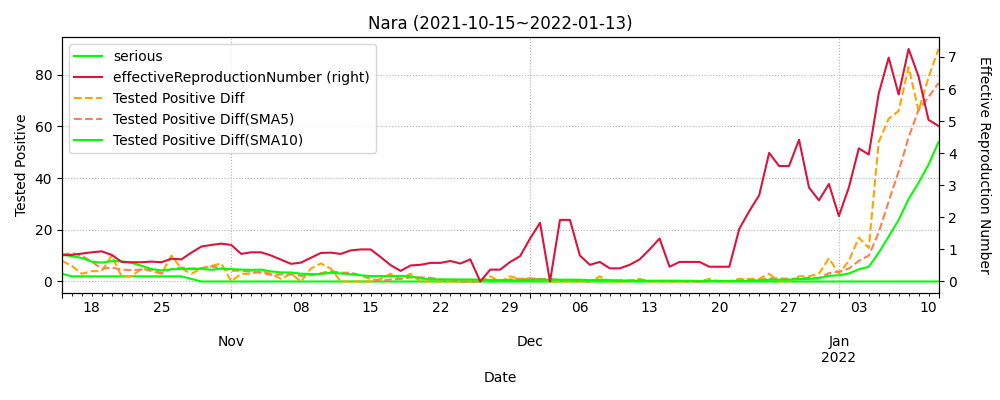 Nara (2021-10-15~2022-01-13)
serious
effectiveReproductionNumber (right)
Tested Positive Diff
Tested Positive Diff(SMA5)
Tested Positive Diff(SMA10)
Tested Positive
80
60
40
20
0
7
6
5
4
3
2
1
0
Effective Reproduction Number
18 25 08 15 22 29 06 13 20 27 03 10
Nov Dec Jan
2022
Date